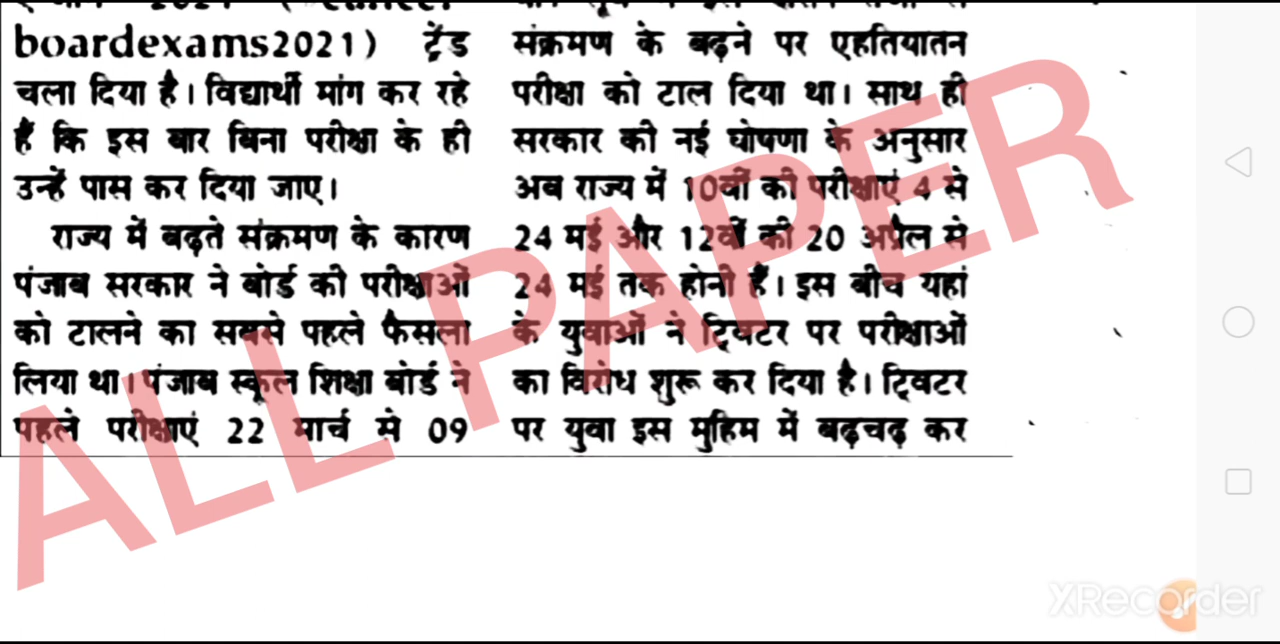 boardexams2021) ट्रेंड
चला दिया है। विद्यार्थी मांग कर रहे
हैं कि इस बार बिना परीक्षा के ही
उन्हें पास कर दिया जाए।
राज्य में बढ़ते संक्रमण के कारण
पंजाब सरकार ने बोर्ड की परीक्षाओं
को टालने का सबसे पहले फैसला
लिया था। पंजाब स्कूल शिक्षा बोर्ड ने
पहले परीक्षाएं 22 मार्च से 09
संक्रमण के बढ़ने पर एहतियातन
परीक्षा को टाल दिया था। साथ ही
सरकार की नई घोषणा के अनुसार
अब राज्य में 10वीं की परीक्षाएं 4 से
24 मई और 12वीं की 20 अप्रैल से
24 मई तक होनी हैं। इस बीच यहां
के युवाओं ने ट्विटर पर परीक्षाओं
का विरोध शुरू कर दिया है। ट्विटर
पर युवा इस मुहिम में बढ़चढ़ कर
ALL PAPER
XRecorder